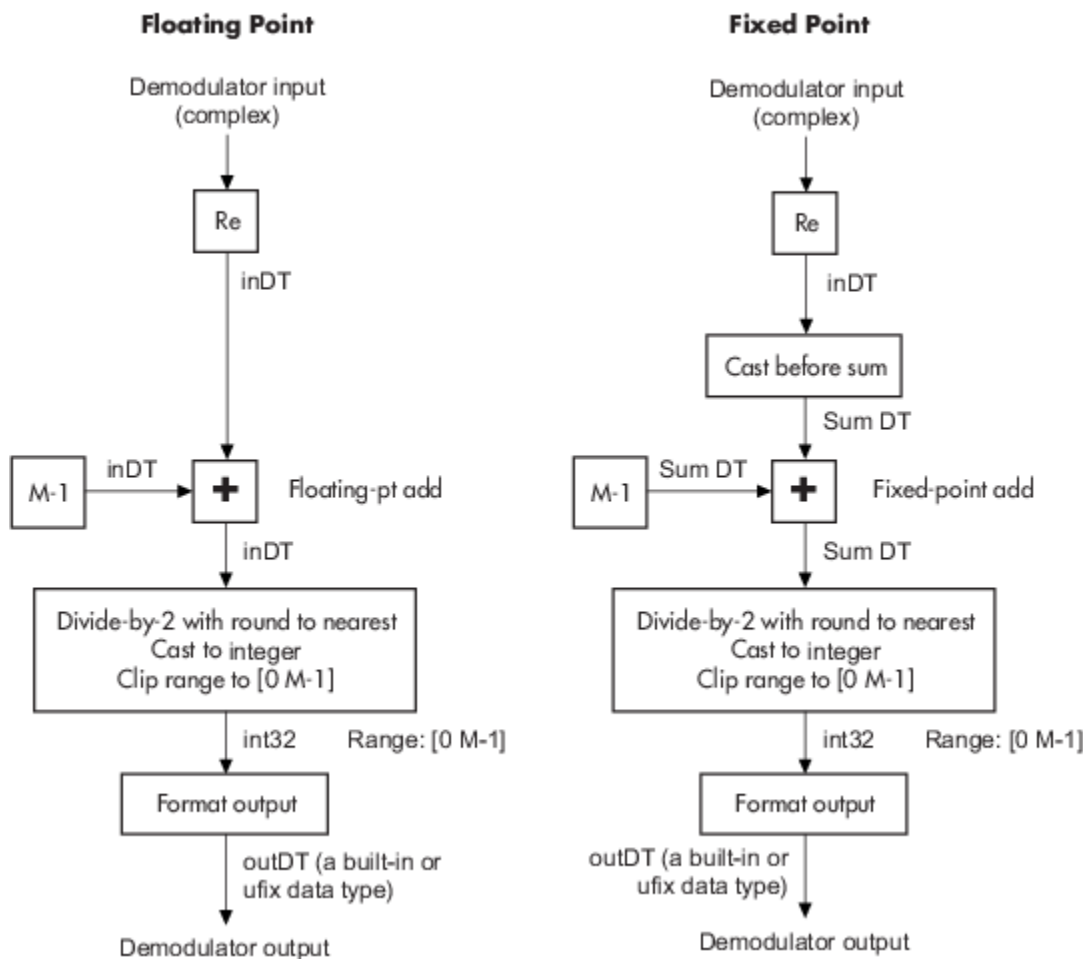 Floating Point
Demodulator input
(complex)
Re
inDT
M-1
inDT
+
Floating-pt add
inDT
Divide-by-2 with round to nearest
Cast to integer
Clip range to [0 M-1]
int32
Range: [0 M-1]
Format output
outDT (a built-in or
ufix data type)
Demodulator output
Fixed Point
Demodulator input
(complex)
Re
inDT
Cast before sum
Sum DT
M-1
Sum DT
+
Fixed-point add
Sum DT
Divide-by-2 with round to nearest
Cast to integer
Clip range to [0 M-1]
int32
Range: [0 M-1]
Format output
outDT (a built-in or
ufix data type)
Demodulator output